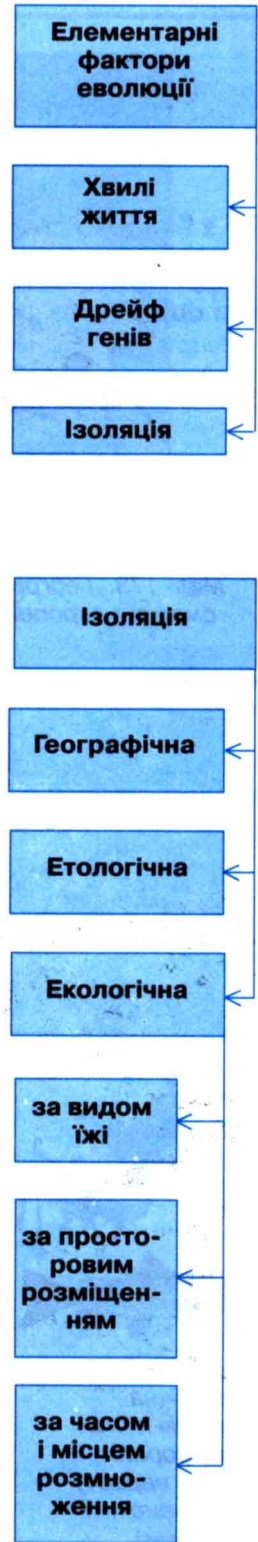 Елементарні
фактори
еволюції
Хвилі
життя
Дрейф
генів
Ізоляція
Ізоляція
Географічна
Етологічна
Екологічна
за видом
їжі
за просто-
ровим
розміщен-
ням
за часом
і місцем
розмно-
ження